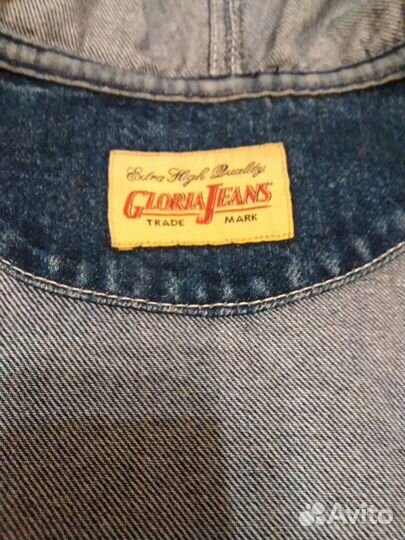 Extra High Quality
GLORIA JEANS
TRADE MARK
Avito